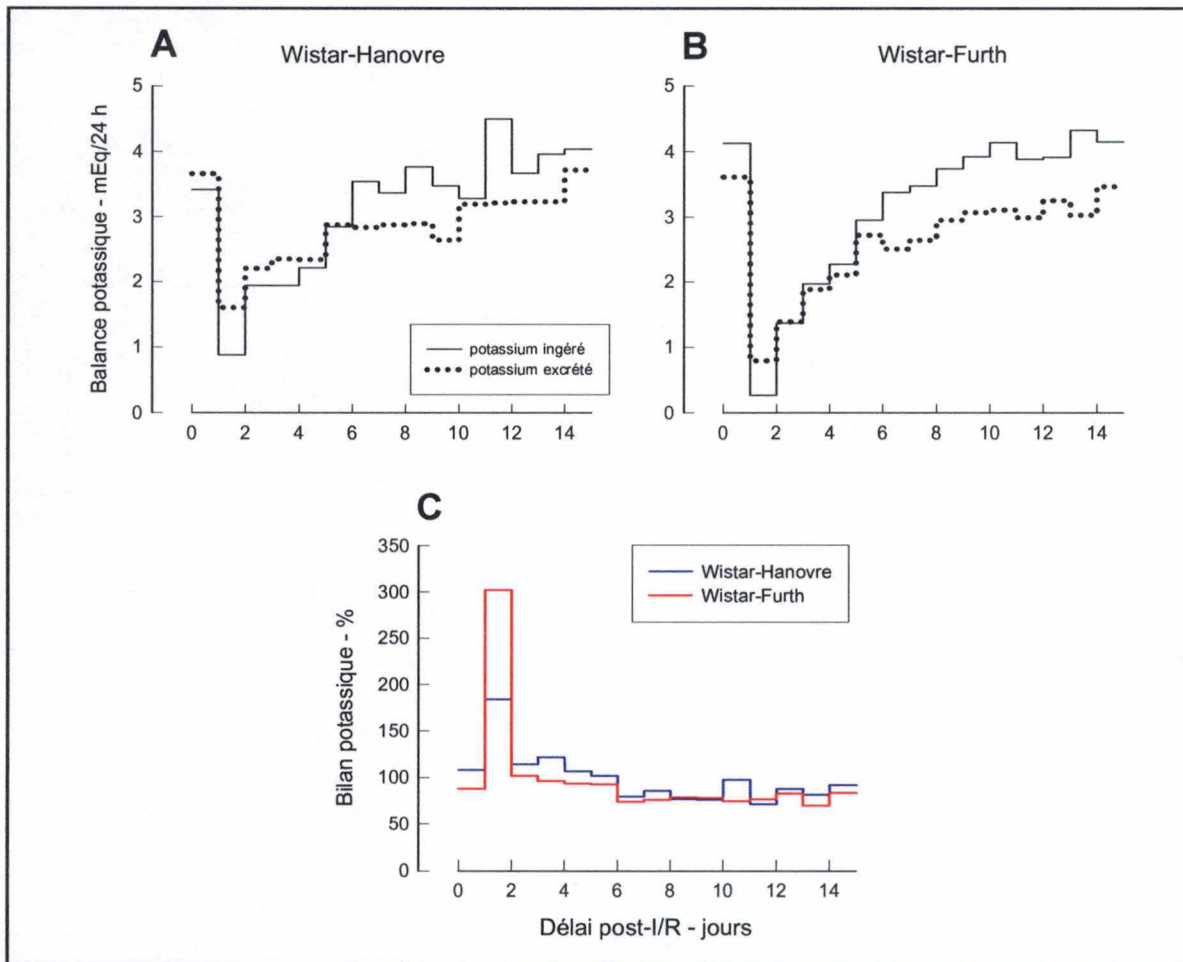 A
Wistar-Hanovre
Balance potassique - mEq/24 h
5
4
3
2
1
0
potassium ingéré
potassium excrété
0 2 4 6 8 10 12 14
B
Wistar-Furth
5
4
3
2
1
0
0 2 4 6 8 10 12 14
C
Bilan potassique - %
350
300
250
200
150
100
50
0
Wistar-Hanovre
Wistar-Furth
0 2 4 6 8 10 12 14
Délai post-I/R - jours